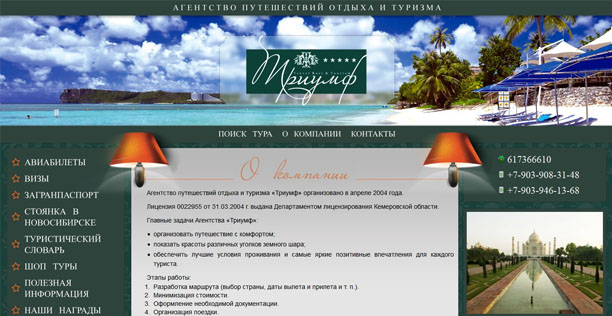 АГЕНТСТВО ПУТЕШЕСТВИЙ ОТДЫХА И ТУРИЗМА
★★★★★
Travel Rest & Tourism
Триумф
ПОИСК ТУРА О КОМПАНИИ КОНТАКТЫ
АВИАБИЛЕТЫ
ВИЗЫ
ЗАГРАНПАСПОРТ
СТОЯНКА В
НОВОСИБИРСКЕ
ТУРИСТИЧЕСКИЙ
СЛОВАРЬ
ШОП ТУРЫ
ПОЛЕЗНАЯ
ИНФОРМАЦИЯ
НАШИ НАГРАДЫ
О компании
Агентство путешествий отдыха и туризма «Триумф» организовано в апреле 2004 года.
Лицензия 0022955 от 31.03.2004 г. выдана Департаментом лицензирования Кемеровской области.
Главные задачи Агентства «Триумф»:
• организовать путешествие с комфортом;
• показать красоты различных уголков земного шара;
• обеспечить лучшие условия проживания и самые яркие позитивные впечатления для каждого
туриста.
Этапы работы:
1. Разработка маршрута (выбор страны, даты вылета и прилета и т. п.).
2. Минимизация стоимости.
3. Оформление необходимой документации.
4. Организация поездки.
617366610
+7-903-908-31-48
+7-903-946-13-68